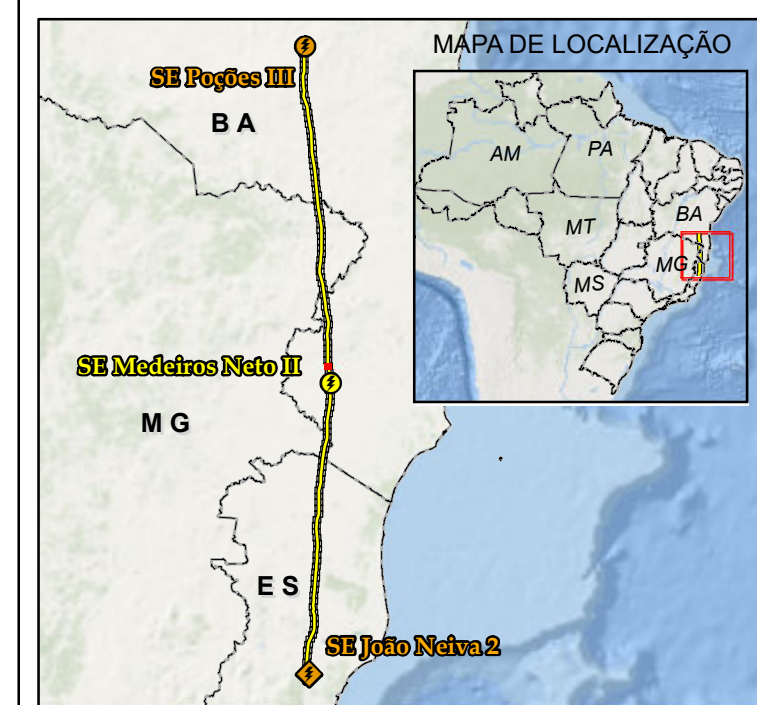 MAPA DE LOCALIZAÇÃO
SE Poções III
B A
AM
PA
MT
BA
MG
MS
SE Medeiros Neto II
M G
E S
SE João Neiva 2